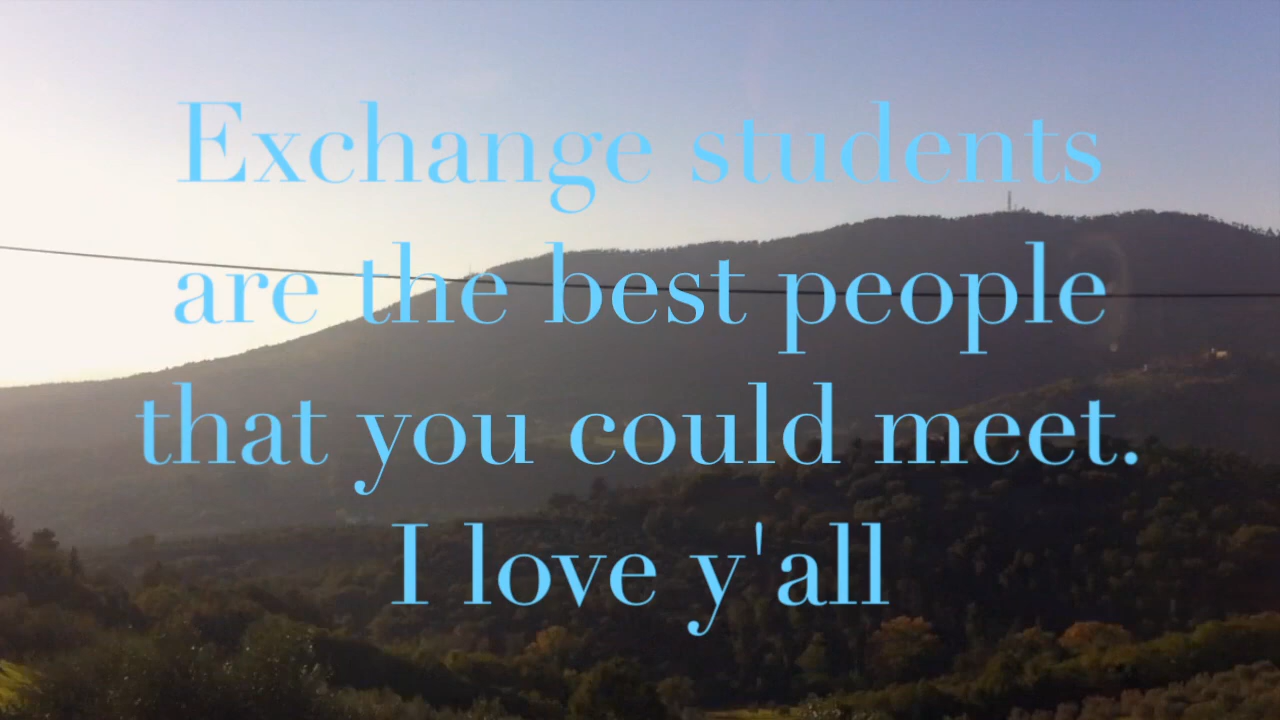 Exchange students
are the best people
that you could meet.
I love y'all